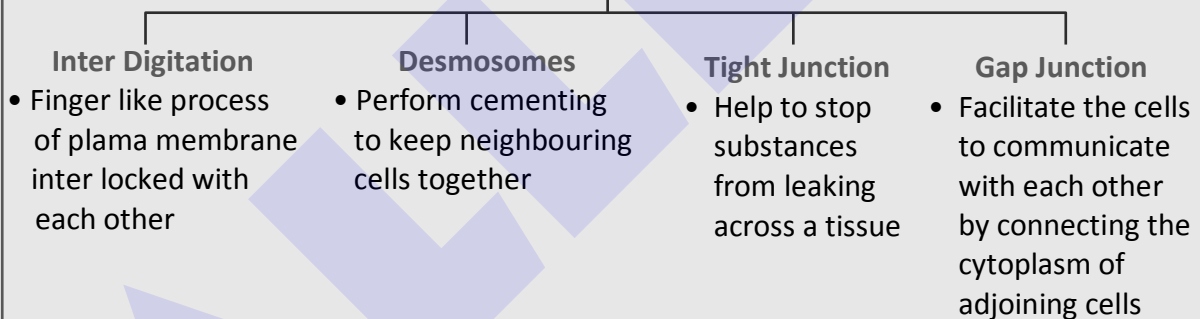 Inter Digitation
• Finger like process
of plama membrane
inter locked with
each other
Desmosomes
• Perform cementing
to keep neighbouring
cells together
Tight Junction
• Help to stop
substances
from leaking
across a tissue
Gap Junction
• Facilitate the cells
to communicate
with each other
by connecting the
cytoplasm of
adjoining cells